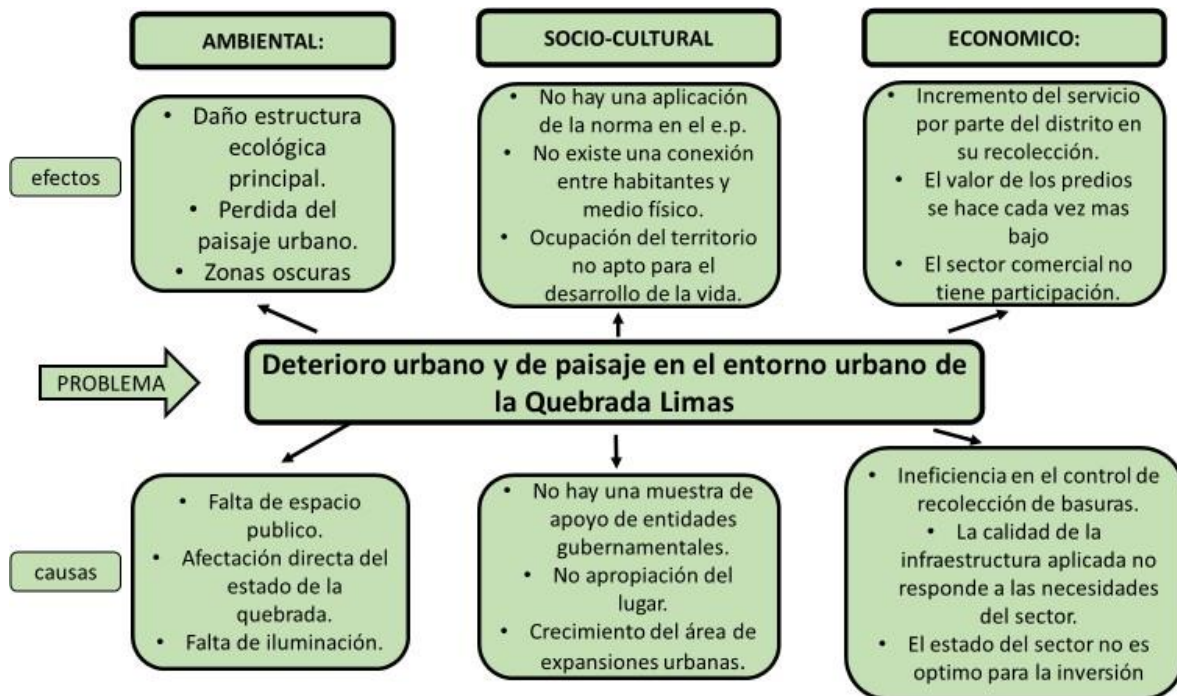 AMBIENTAL:
SOCIO-CULTURAL
ECONOMICO:
efectos
• Daño estructura
ecológica
principal.
• Perdida del
paisaje urbano.
• Zonas oscuras
• No hay una aplicación
de la norma en el e.p.
• No existe una conexión
entre habitantes y
medio físico.
• Ocupación del territorio
no apto para el
desarrollo de la vida.
• Incremento del servicio
por parte del distrito en
su recolección.
• El valor de los predios
se hace cada vez mas
bajo
• El sector comercial no
tiene participación.
PROBLEMA
Deterioro urbano y de paisaje en el entorno urbano de
la Quebrada Limas
causas
• Falta de espacio
publico.
• Afectación directa del
estado de la
quebrada.
• Falta de iluminación.
• No hay una muestra de
apoyo de entidades
gubernamentales.
• No apropiación del
lugar.
• Crecimiento del área de
expansiones urbanas.
• Ineficiencia en el control de
recolección de basuras.
• La calidad de la
infraestructura aplicada no
responde a las necesidades
del sector.
• El estado del sector no es
optimo para la inversión